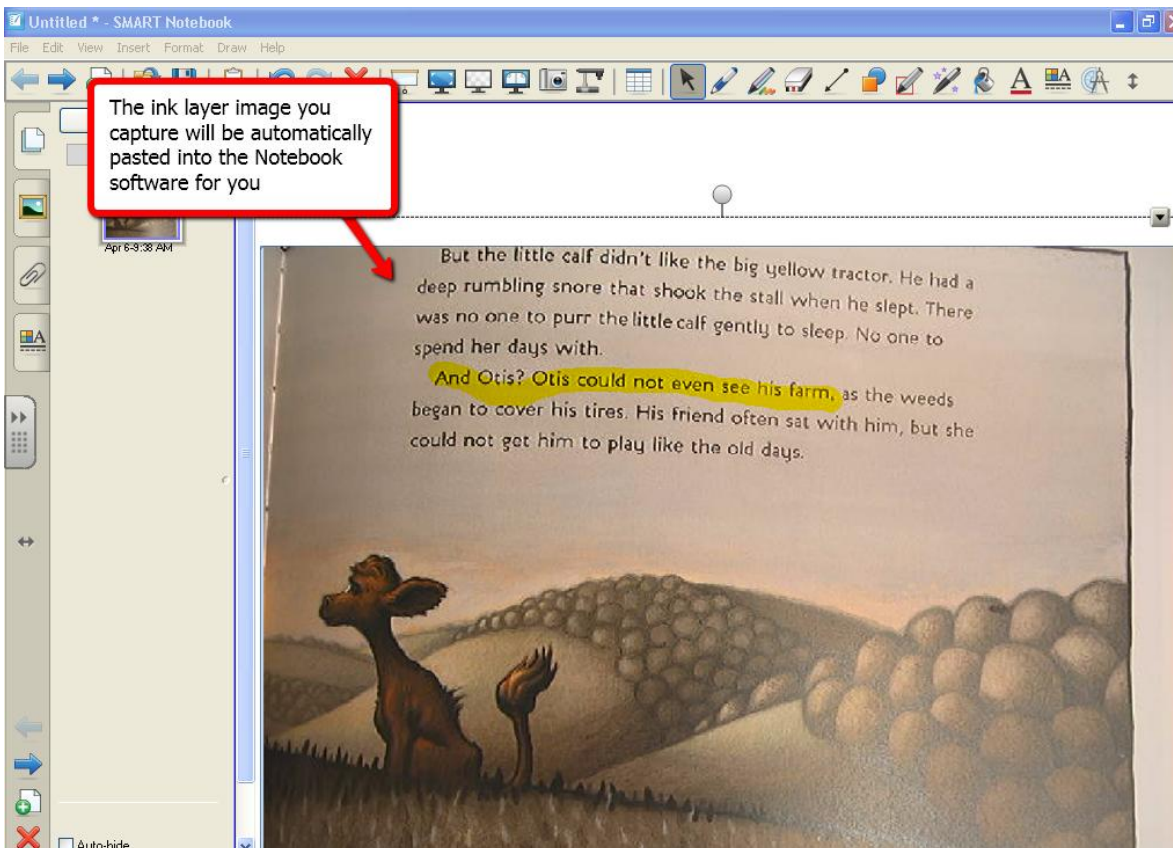 Untitled * - SMART Notebook
File Edit View Insert Format Draw Help
The ink layer image you
capture will be automatically
pasted into the Notebook
software for you
Apr 6-9:38 AM
But the little calf didn't like the big yellow tractor. He had a
deep rumbling snore that shook the stall when he slept. There
was no one to purr the little calf gently to sleep. No one to
spend her days with.
And Otis? Otis could not even see his farm, as the weeds
began to cover his tires. His friend often sat with him, but she
could not get him to play like the old days.
Auto-hide